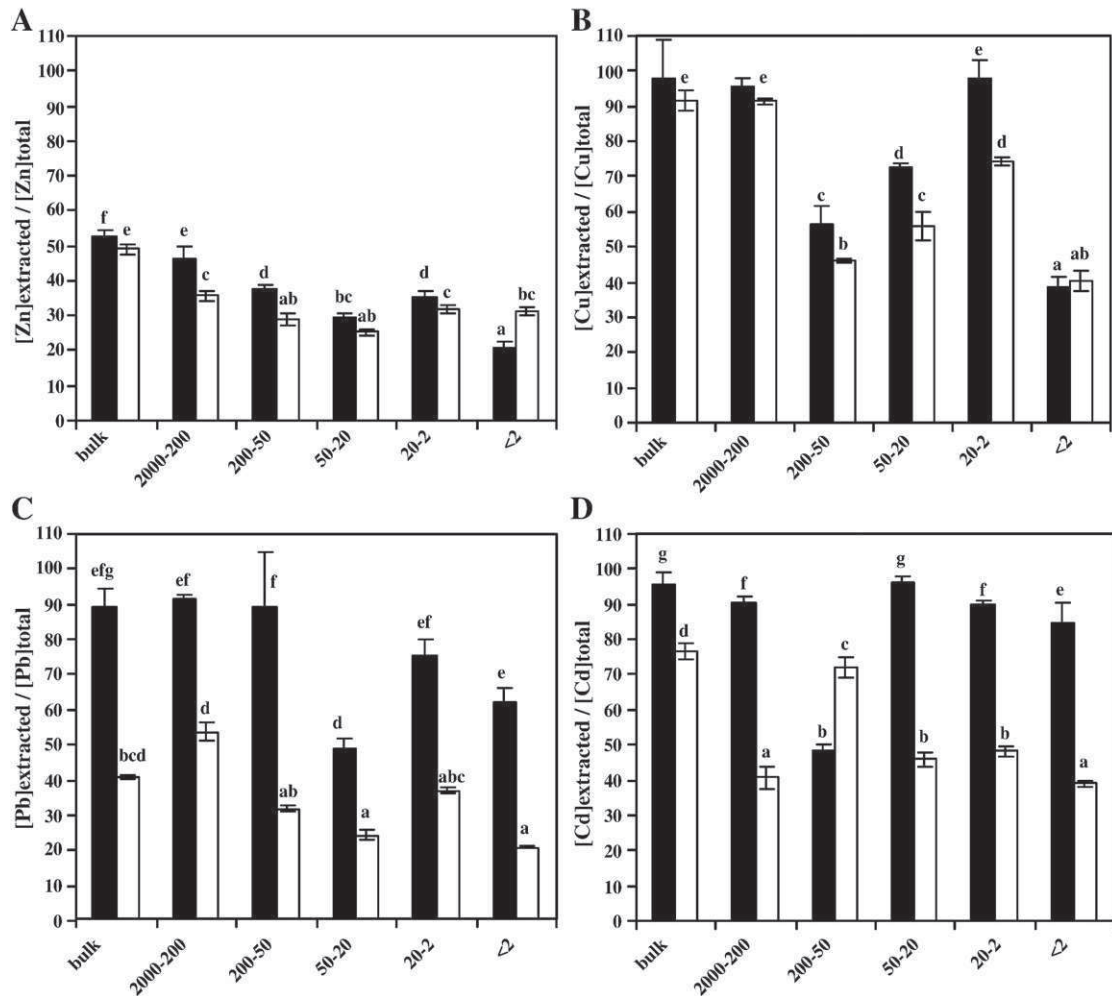 A
110
100
90
80
70
60
50
40
30
20
10
0
[Zn]extracted / [Zn]total
f
e
e
c
d
ab
bc
ab
d
c
a
bc
bulk
2000-200
200-50
50-20
20-2
<2
B
110
100
90
80
70
60
50
40
30
20
10
0
[Cu]extracted / [Cu]total
e
e
c
b
d
c
e
d
a
ab
bulk
2000-200
200-50
50-20
20-2
<2
C
110
100
90
80
70
60
50
40
30
20
10
0
[Pb]extracted / [Pb]total
efg
bcd
ef
d
f
ab
d
a
ef
abc
e
a
bulk
2000-200
200-50
50-20
20-2
<2
D
110
100
90
80
70
60
50
40
30
20
10
0
[Cd]extracted / [Cd]total
g
d
f
a
b
c
g
b
f
b
e
a
bulk
2000-200
200-50
50-20
20-2
<2